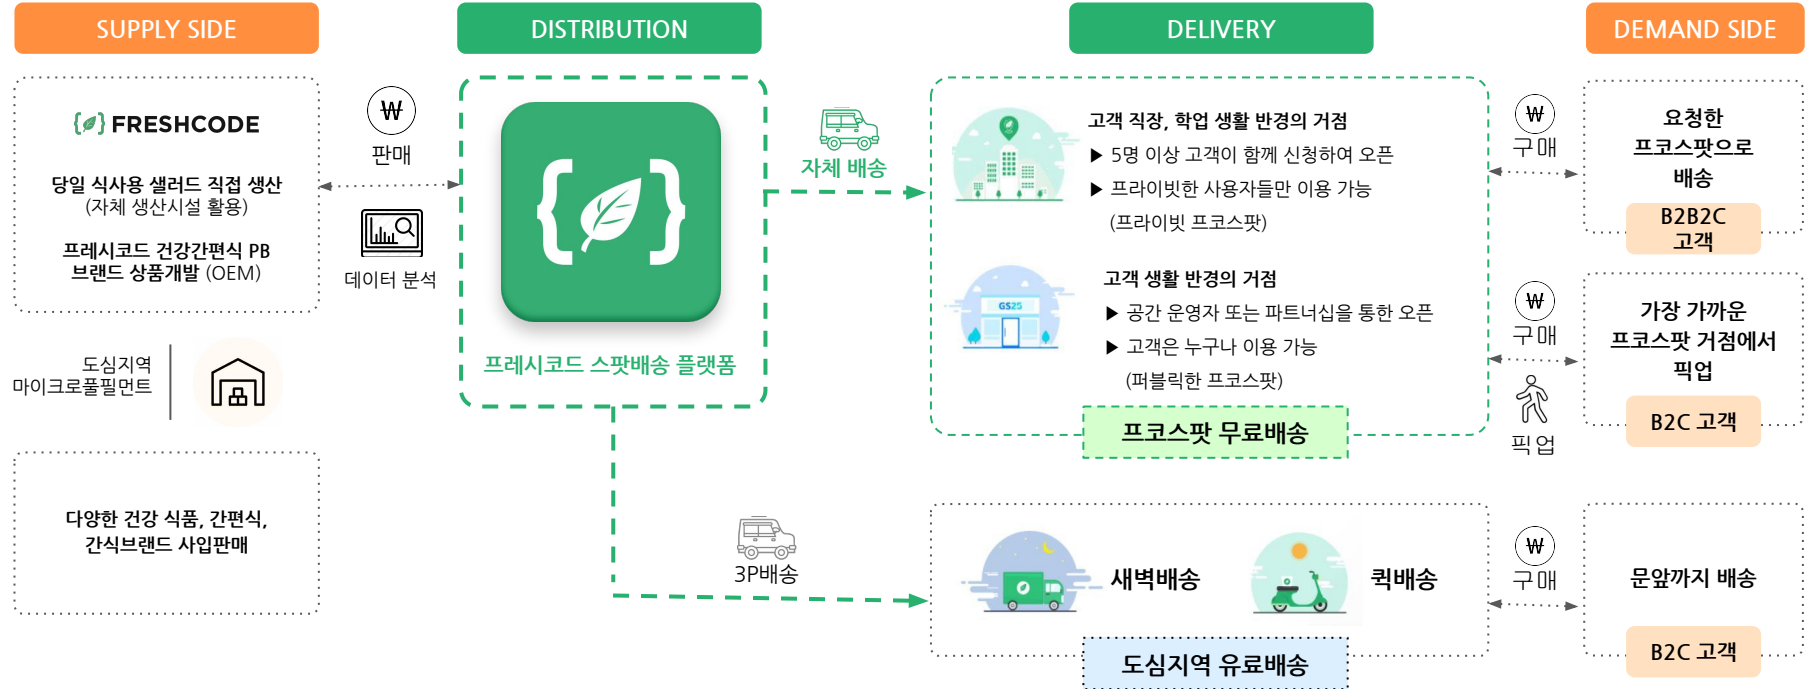 SUPPLY SIDE
DISTRIBUTION
DELIVERY
DEMAND SIDE
FRESHCODE
당일 식사용 샐러드 직접 생산
(자체 생산시설 활용)
프레시코드 건강간편식 PB
브랜드 상품개발 (OEM)
도심지역
마이크로풀필먼트
다양한 건강 식품, 간편식,
간식브랜드 사입판매
₩
판매
데이터 분석
프레시코드 스팟배송 플랫폼
자체 배송
3P배송
고객 직장, 학업 생활 반경의 거점
▶ 5명 이상 고객이 함께 신청하여 오픈
▶ 프라이빗한 사용자들만 이용 가능
(프라이빗 프코스팟)
GS25
고객 생활 반경의 거점
▶ 공간 운영자 또는 파트너십을 통한 오픈
▶ 고객은 누구나 이용 가능
(퍼블릭한 프코스팟)
프코스팟 무료배송
새벽배송
퀵배송
도심지역 유료배송
₩
구매
₩
구매
픽업
₩
구매
요청한
프코스팟으로
배송
B2B2C
고객
가장 가까운
프코스팟 거점에서
픽업
B2C 고객
문앞까지 배송
B2C 고객